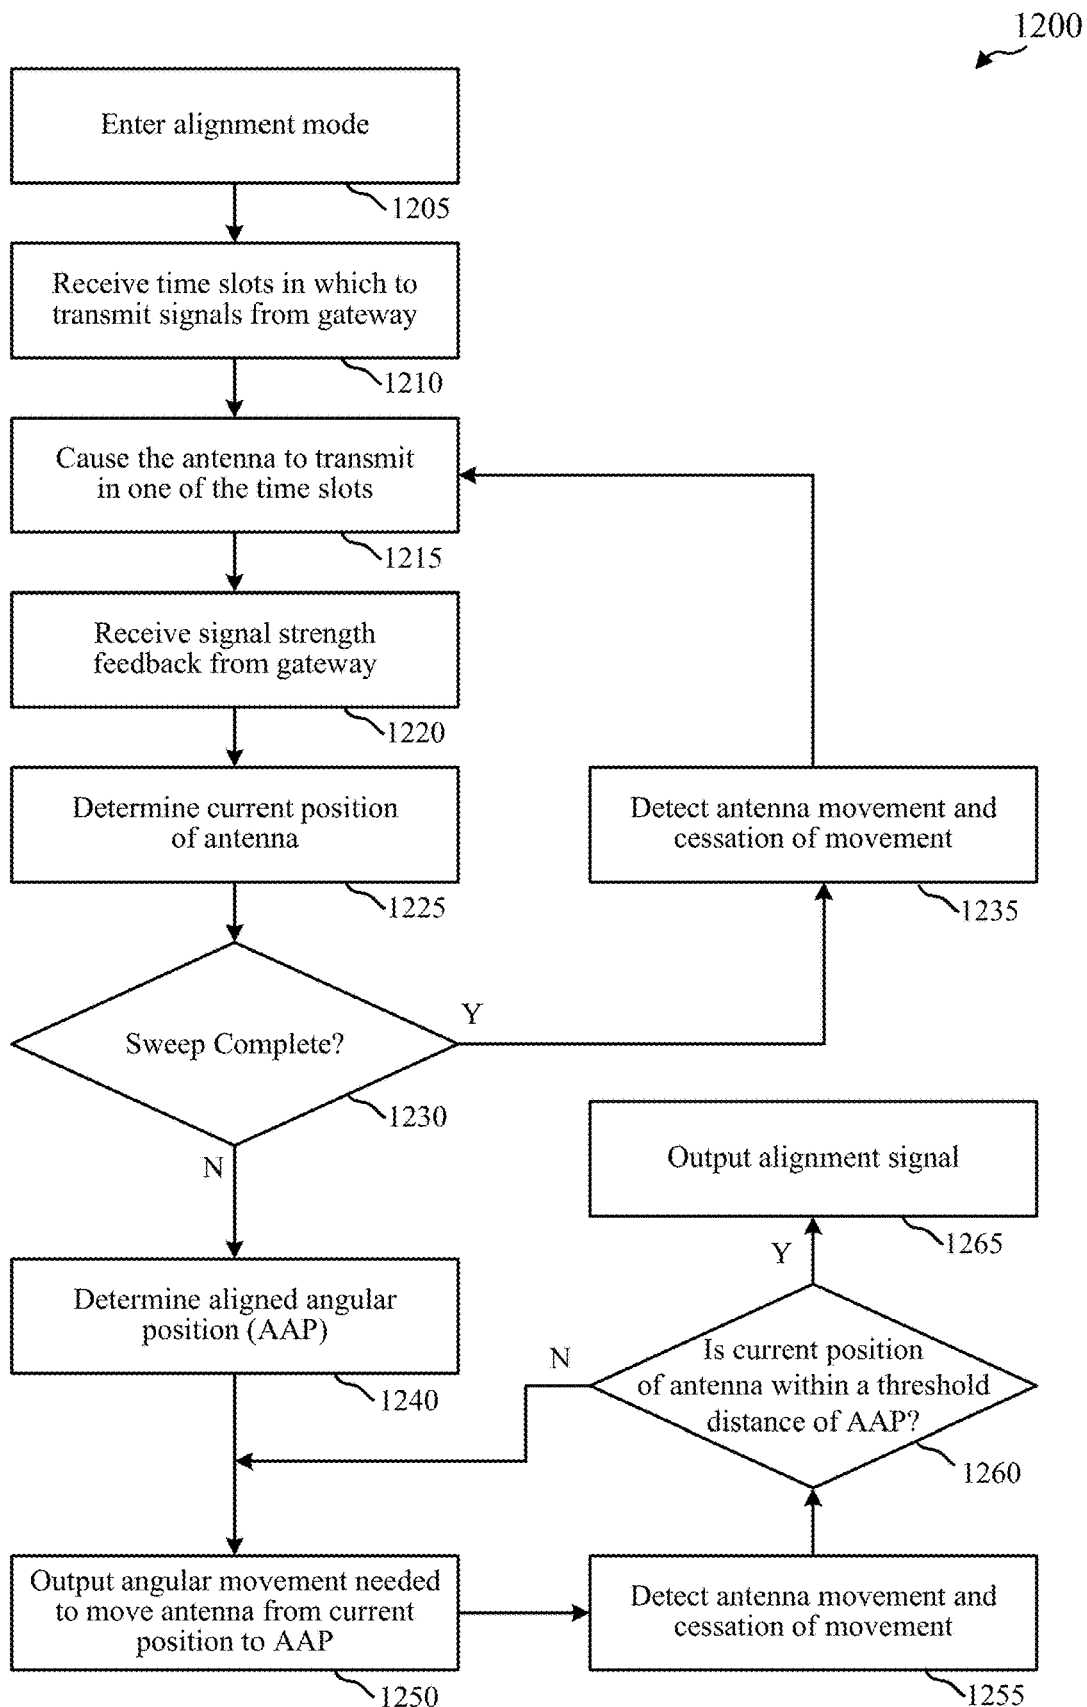 1200
Enter alignment mode
1205
Receive time slots in which to
transmit signals from gateway
1210
Cause the antenna to transmit
in one of the time slots
1215
Receive signal strength
feedback from gateway
1220
Determine current position
of antenna
1225
Detect antenna movement and
cessation of movement
1235
Sweep Complete?
Y
1230
N
Output alignment signal
1265
Y
Determine aligned angular
position (AAP)
1240
Is current position
of antenna within a threshold
distance of AAP?
N
1260
Output angular movement needed
to move antenna from current
position to AAP
1250
Detect antenna movement and
cessation of movement
1255